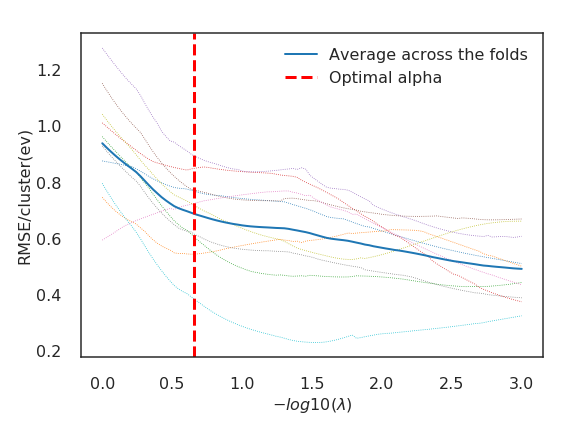 Average across the folds
Optimal alpha
RMSE/cluster(ev)
1.2
1.0
0.8
0.6
0.4
0.2
0.0 0.5 1.0 1.5 2.0 2.5 3.0
−log10(λ)